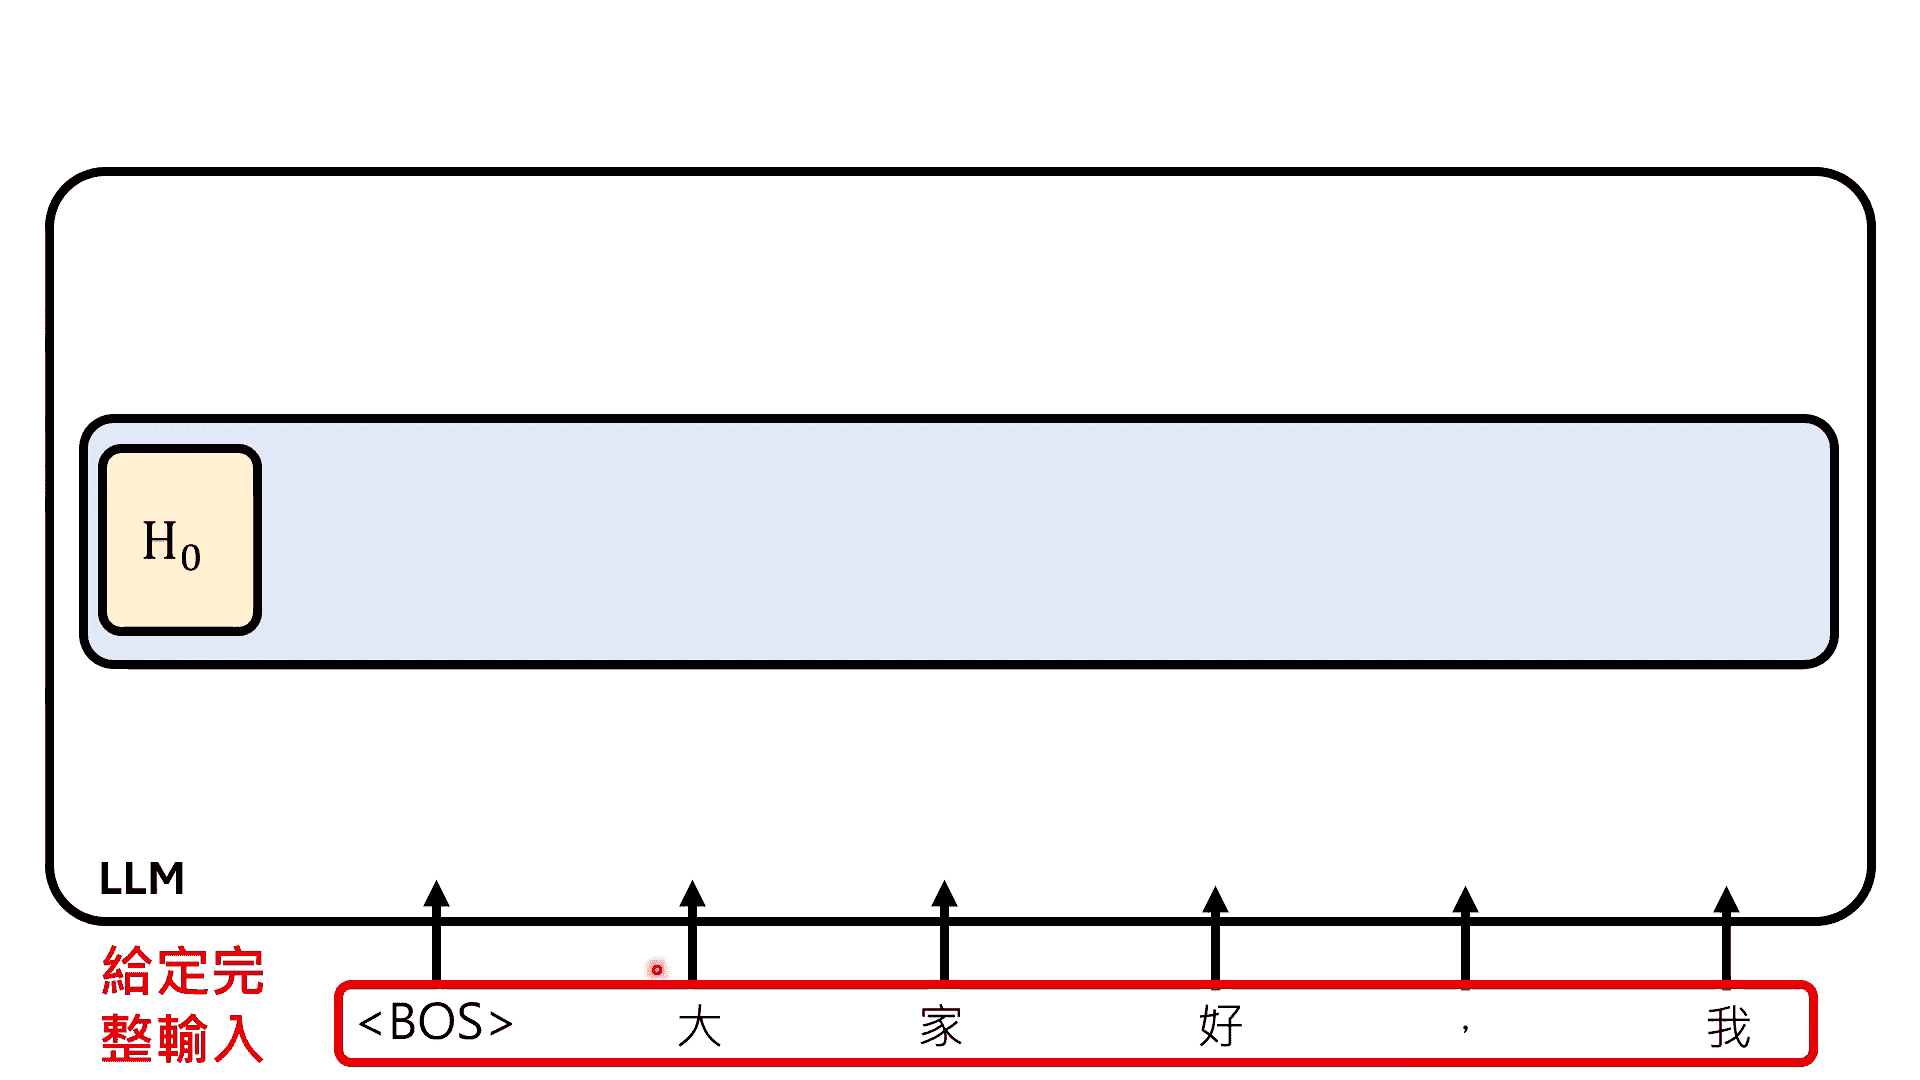 H₀
LLM
給定完
整輸入
<BOS> 大 家 好 , 我